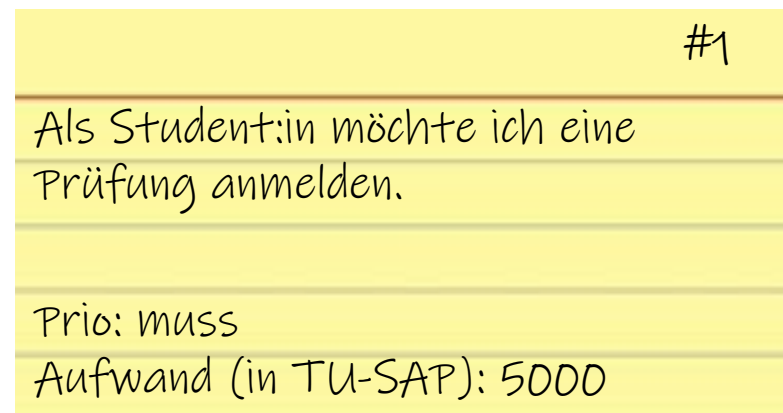 #1
Als Student:in möchte ich eine
Prüfung anmelden.
Prio: muss
Aufwand (in TU-SAP): 5000